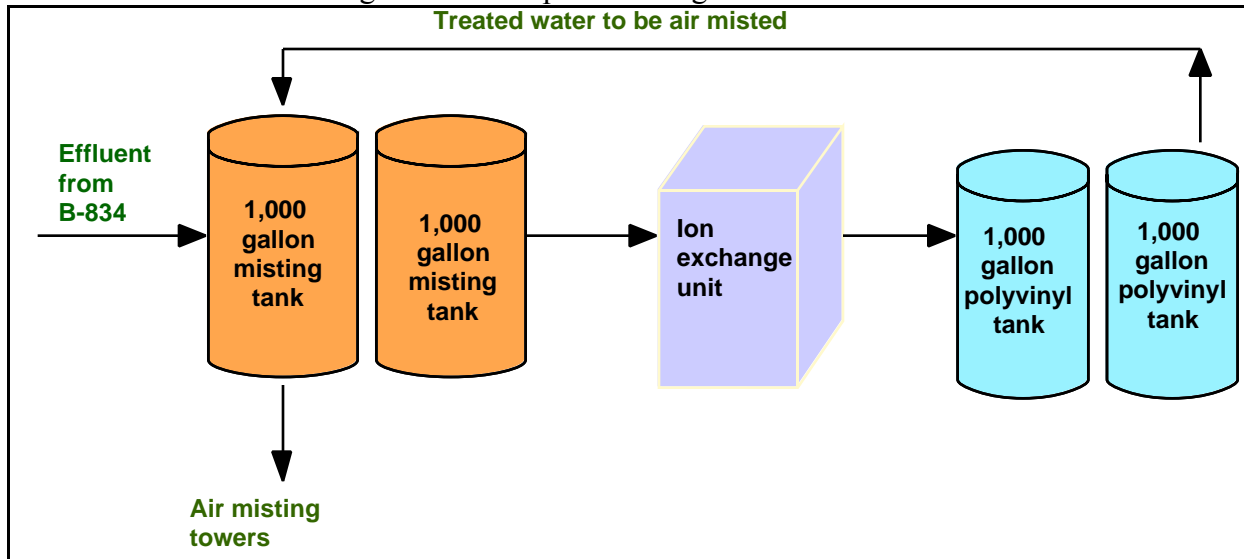 Treated water to be air misted
Effluent
from
B-834
1,000
gallon
misting
tank
1,000
gallon
misting
tank
Ion
exchange
unit
1,000
gallon
polyvinyl
tank
1,000
gallon
polyvinyl
tank
Air misting
towers